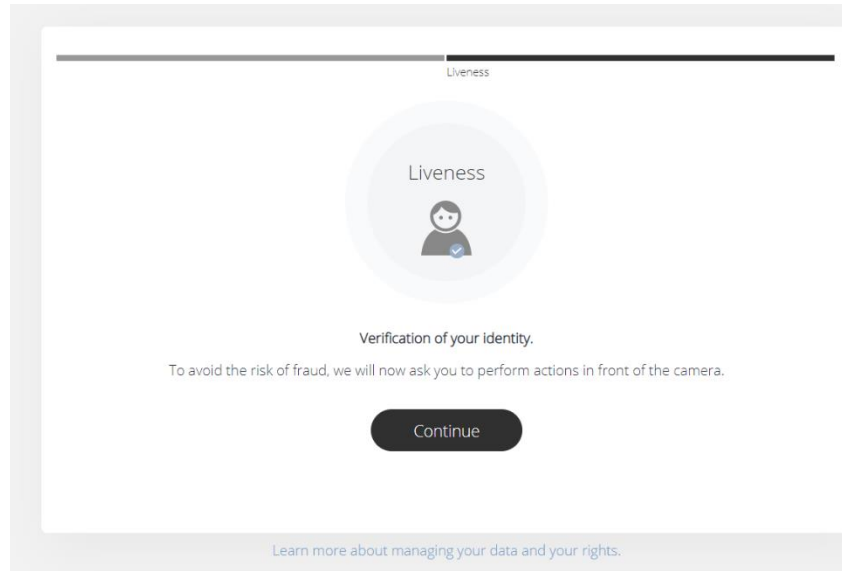 Liveness
Liveness
Verification of your identity.
To avoid the risk of fraud, we will now ask you to perform actions in front of the camera.
Continue
Learn more about managing your data and your rights.